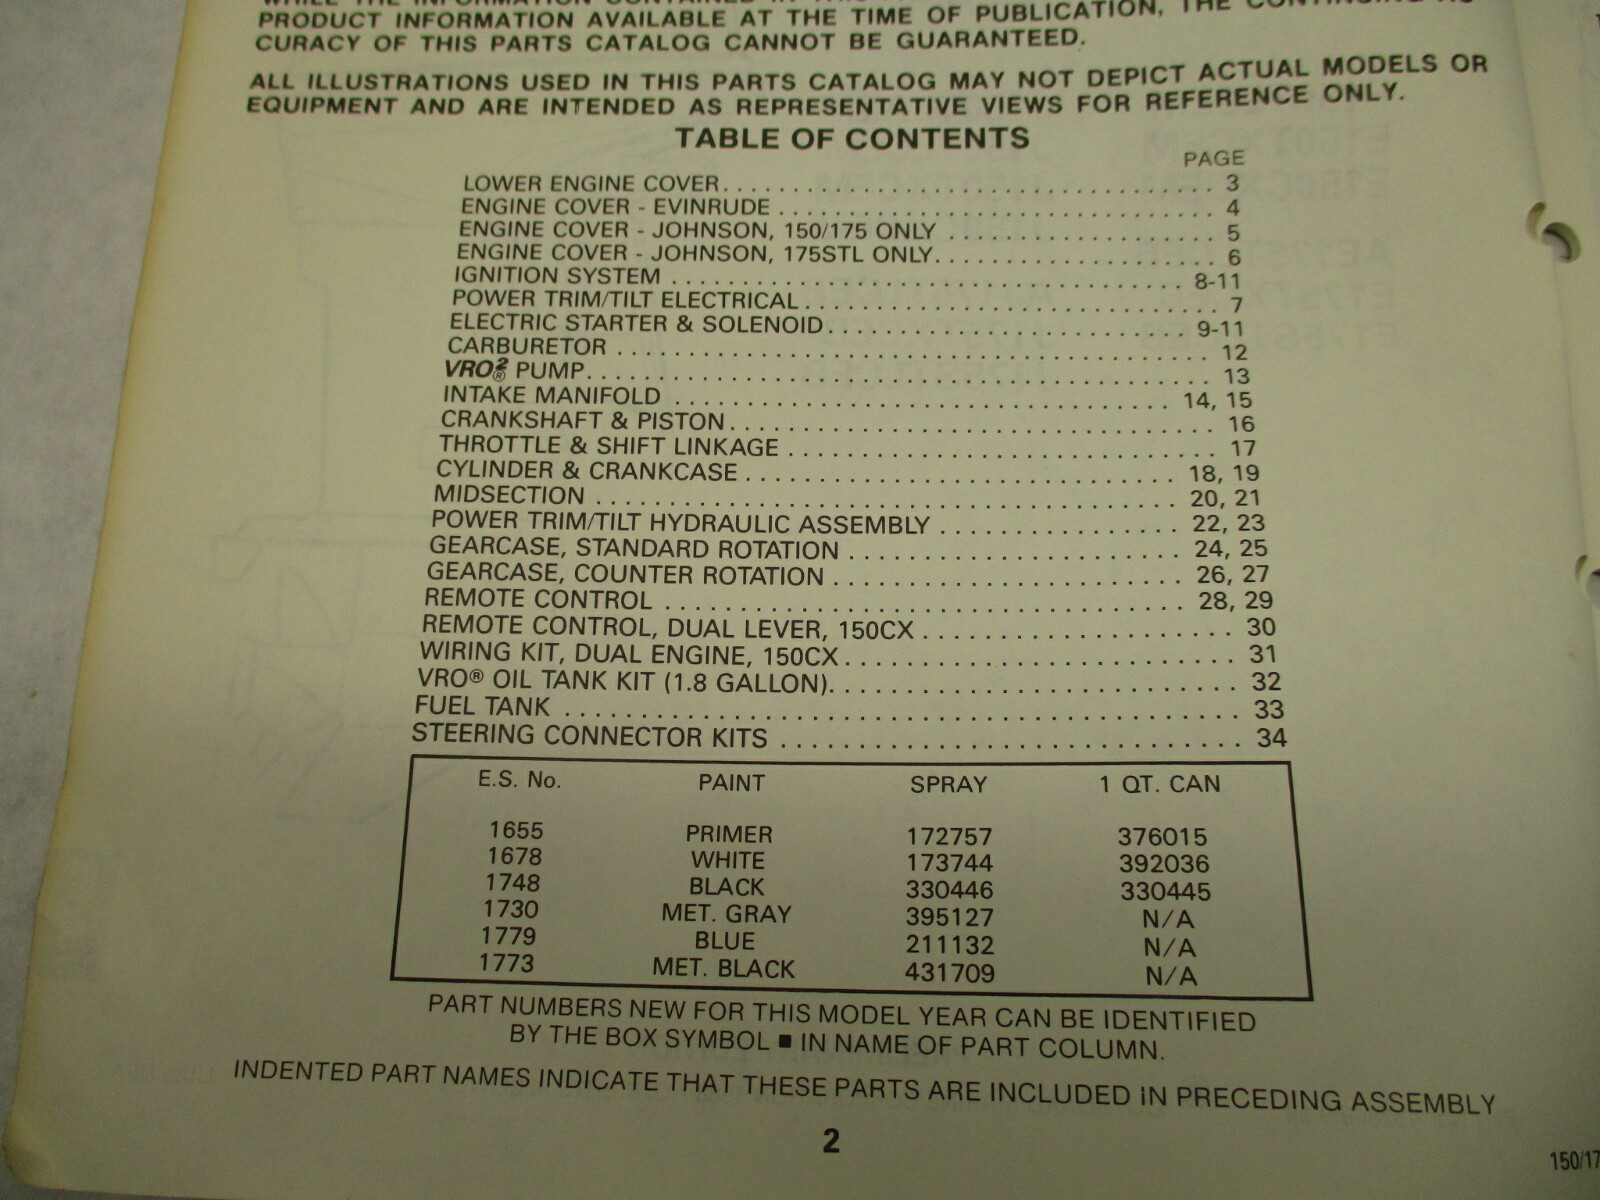 PRODUCT INFORMATION AVAILABLE AT THE TIME OF PUBLICATION, THE CONTINUING AC-
CURACY OF THIS PARTS CATALOG CANNOT BE GUARANTEED.
ALL ILLUSTRATIONS USED IN THIS PARTS CATALOG MAY NOT DEPICT ACTUAL MODELS OR
EQUIPMENT AND ARE INTENDED AS REPRESENTATIVE VIEWS FOR REFERENCE ONLY.
TABLE OF CONTENTS
PAGE
LOWER ENGINE COVER . . . . . . . . . . 3
ENGINE COVER - EVINRUDE . . . . . . . . . . 4
ENGINE COVER - JOHNSON, 150/175 ONLY . . . . . . . . . . 5
ENGINE COVER - JOHNSON, 175STL ONLY . . . . . . . . . . 6
IGNITION SYSTEM . . . . . . . . . . 8-11
POWER TRIM/TILT ELECTRICAL . . . . . . . . . . 7
ELECTRIC STARTER & SOLENOID . . . . . . . . . . 9-11
CARBURETOR . . . . . . . . . . 12
VRO2® PUMP . . . . . . . . . . 13
INTAKE MANIFOLD . . . . . . . . . . 14, 15
CRANKSHAFT & PISTON . . . . . . . . . . 16
THROTTLE & SHIFT LINKAGE . . . . . . . . . . 17
CYLINDER & CRANKCASE . . . . . . . . . . 18, 19
MIDSECTION . . . . . . . . . . 20, 21
POWER TRIM/TILT HYDRAULIC ASSEMBLY . . . . . . . . . . 22, 23
GEARCASE, STANDARD ROTATION . . . . . . . . . . 24, 25
GEARCASE, COUNTER ROTATION . . . . . . . . . . 26, 27
REMOTE CONTROL . . . . . . . . . . 28, 29
REMOTE CONTROL, DUAL LEVER, 150CX . . . . . . . . . . 30
WIRING KIT, DUAL ENGINE, 150CX . . . . . . . . . . 31
VRO® OIL TANK KIT (1.8 GALLON) . . . . . . . . . . 32
FUEL TANK . . . . . . . . . . 33
STEERING CONNECTOR KITS . . . . . . . . . . 34
E.S. No. PAINT SPRAY 1 QT. CAN
1655 PRIMER 172757 376015
1678 WHITE 173744 392036
1748 BLACK 330446 330445
1730 MET. GRAY 395127 N/A
1779 BLUE 211132 N/A
1773 MET. BLACK 431709 N/A
PART NUMBERS NEW FOR THIS MODEL YEAR CAN BE IDENTIFIED
BY THE BOX SYMBOL ■ IN NAME OF PART COLUMN.
INDENTED PART NAMES INDICATE THAT THESE PARTS ARE INCLUDED IN PRECEDING ASSEMBLY
2
150/17